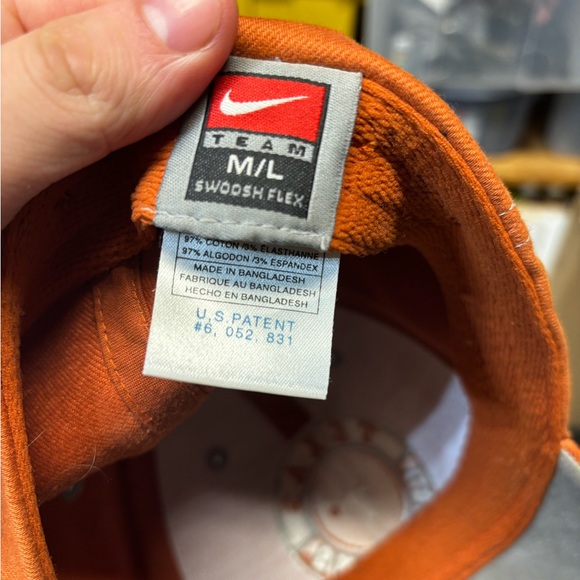 TEAM
M/L
SWOOSH FLEX
97% COTON /3% ELASTHANNE
97% ALGODON /3% ESPANDEX
MADE IN BANGLADESH
FABRIQUE AU BANGLADESH
HECHO EN BANGLADESH
U.S. PATENT
#6, 052, 831